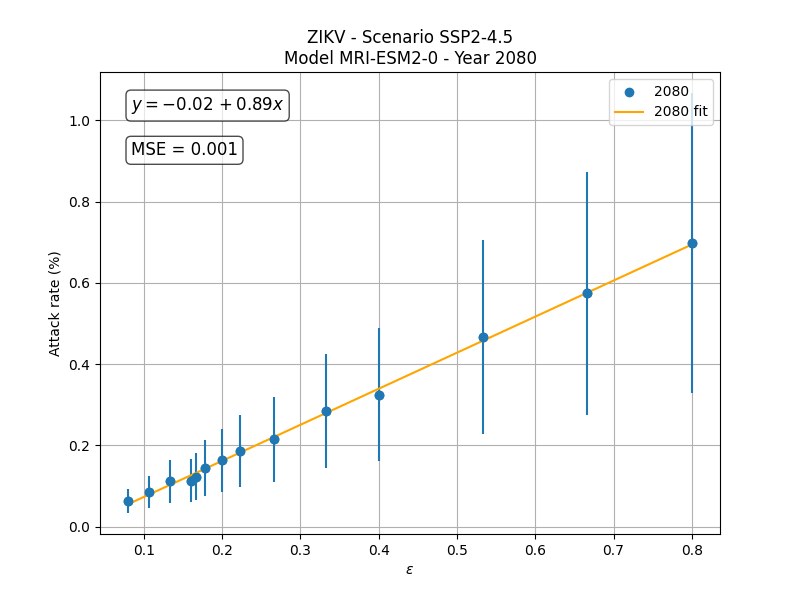 ZIKV - Scenario SSP2-4.5
Model MRI-ESM2-0 - Year 2080
y = −0.02 + 0.89x
MSE = 0.001
2080
2080 fit
Attack rate (%)
1.0
0.8
0.6
0.4
0.2
0.0
0.1 0.2 0.3 0.4 0.5 0.6 0.7 0.8
ε